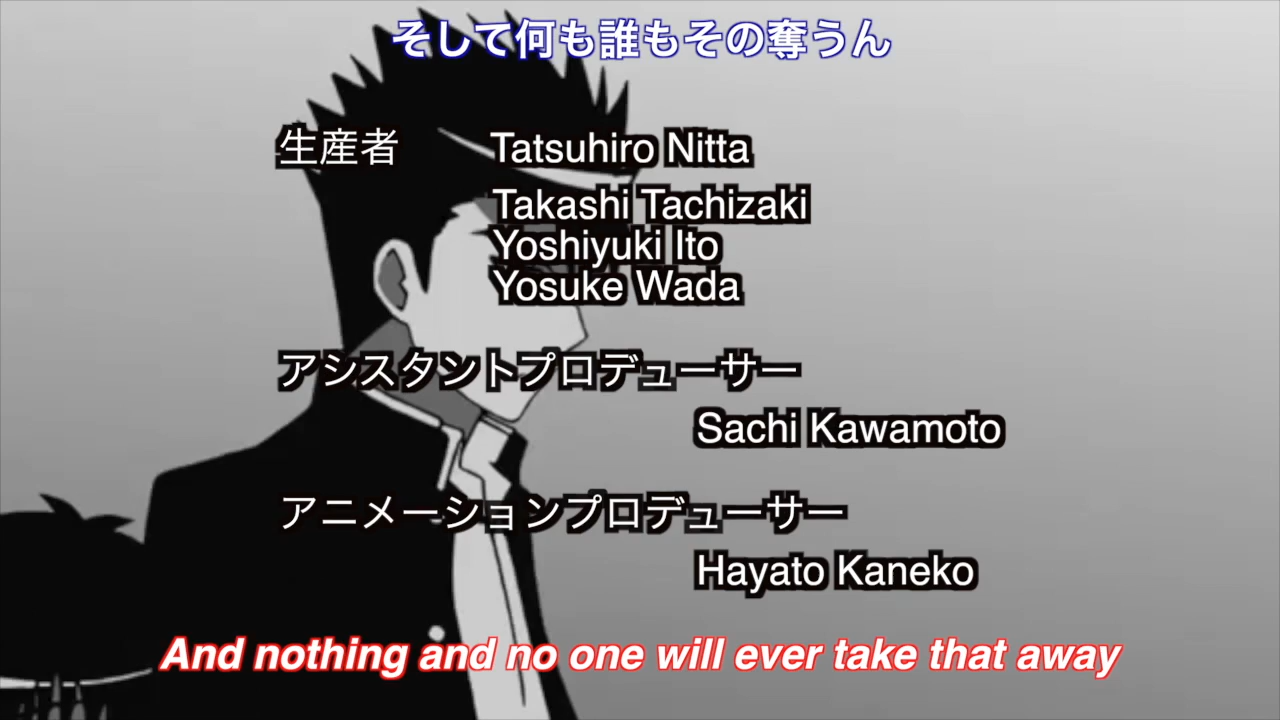 そして何も誰もその奪うん
生産者 Tatsuhiro Nitta
Takashi Tachizaki
Yoshiyuki Ito
Yosuke Wada
アシスタントプロデューサー
Sachi Kawamoto
アニメーションプロデューサー
Hayato Kaneko
And nothing and no one will ever take that away